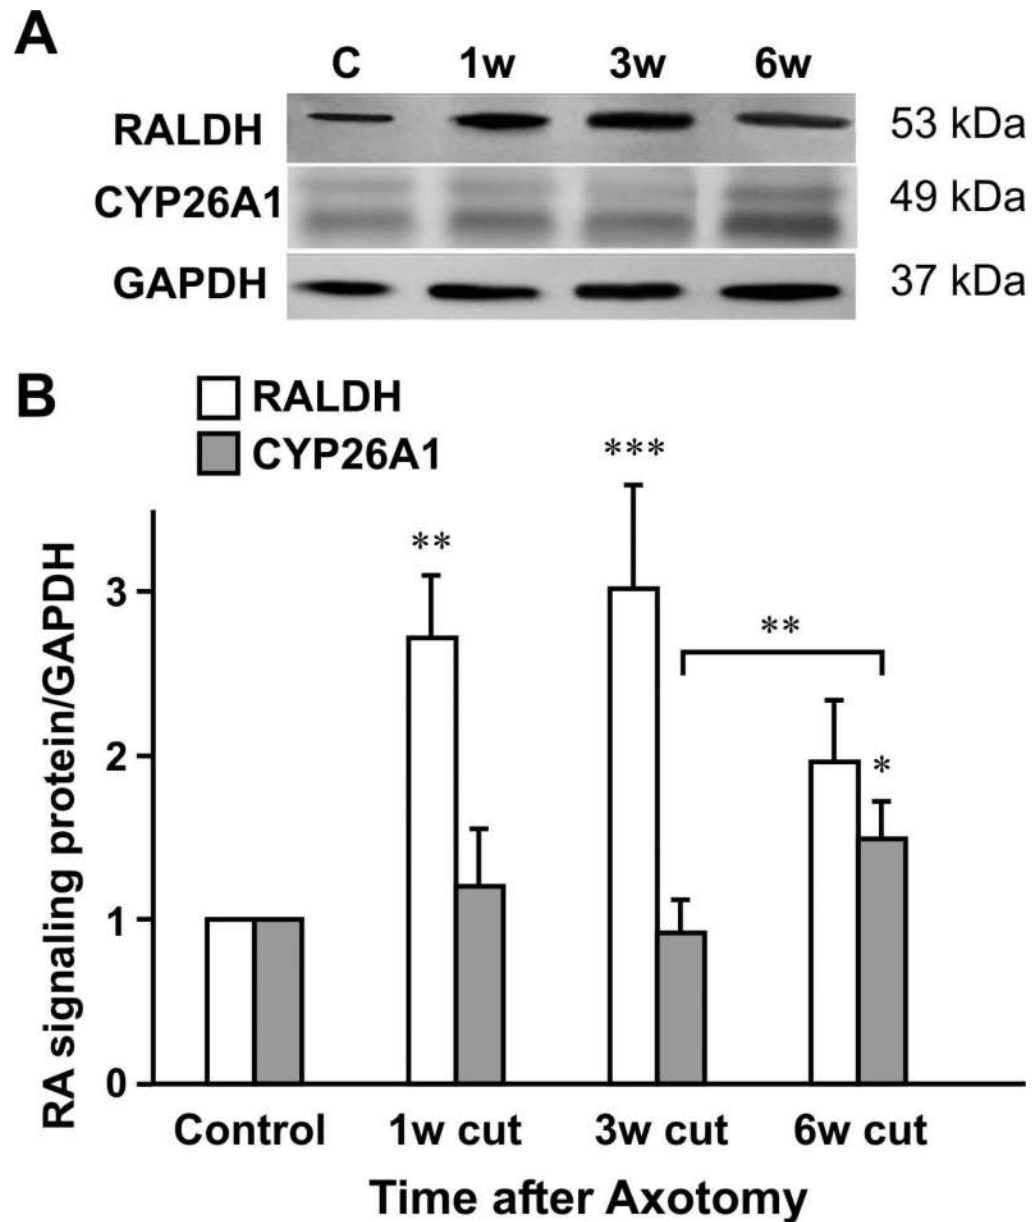 A
C 1w 3w 6w
RALDH 53 kDa
CYP26A1 49 kDa
GAPDH 37 kDa
B
RALDH
CYP26A1
***
**
**
*
RA signaling protein/GAPDH
3
2
1
0
Control 1w cut 3w cut 6w cut
Time after Axotomy